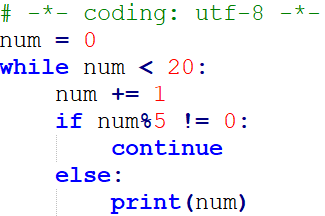 # -*- coding: utf-8 -*-
num = 0
while num < 20:
    num += 1
    if num%5 != 0:
        continue
    else:
        print(num)